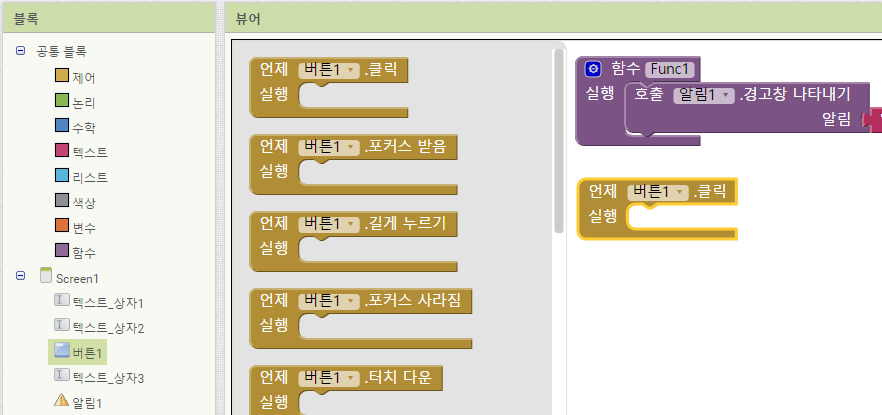 블록
공통 블록
제어
논리
수학
텍스트
리스트
색상
변수
함수
Screen1
텍스트_상자1
텍스트_상자2
버튼1
텍스트_상자3
알림1
뷰어
언제 버튼1 .클릭
실행
언제 버튼1 .포커스 받음
실행
언제 버튼1 .길게 누르기
실행
언제 버튼1 .포커스 사라짐
실행
언제 버튼1 .터치 다운
실행
함수 Func1
실행 호출 알림1 .경고창 나타내기
알림
언제 버튼1 .클릭
실행